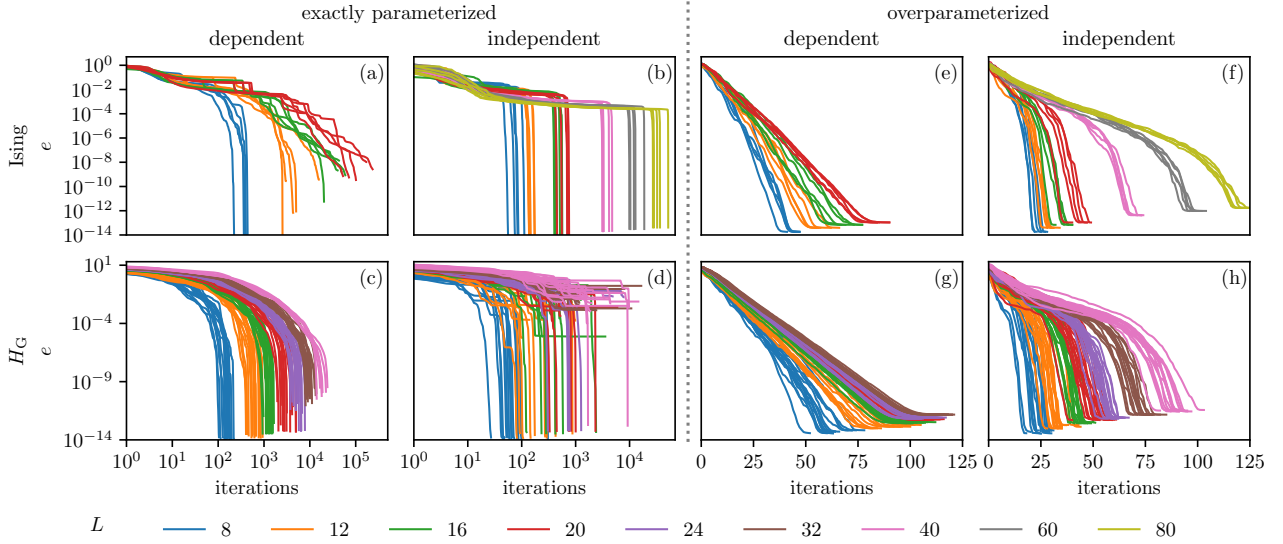 exactly parameterized
overparameterized
dependent
independent
dependent
independent
Ising
e
10^0
10^−2
10^−4
10^−6
10^−8
10^−10
10^−12
10^−14
(a)
(b)
(e)
(f)
H_G
e
10^1
10^−4
10^−9
10^−14
(c)
(d)
(g)
(h)
10^0 10^1 10^2 10^3 10^4 10^5
10^0 10^1 10^2 10^3 10^4
0 25 50 75 100 125
0 25 50 75 100 125
iterations
iterations
iterations
iterations
L 8 12 16 20 24 32 40 60 80